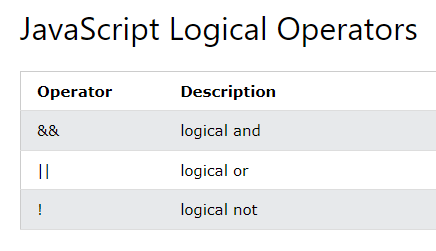 JavaScript Logical Operators
Operator Description
&& logical and
|| logical or
! logical not